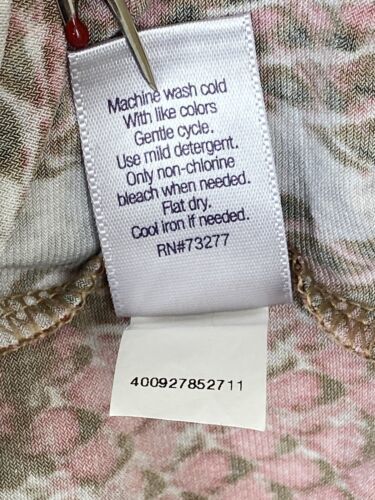 Machine wash cold
With like colors
Gentle cycle.
Use mild detergent.
Only non-chlorine
bleach when needed.
Flat dry.
Cool iron if needed.
RN#73277
400927852711